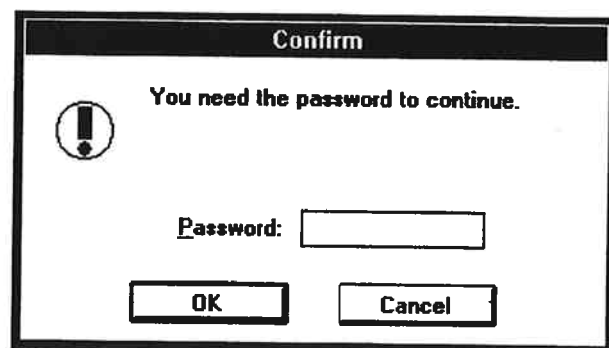 Confirm
You need the password to continue.
Password:
OK
Cancel